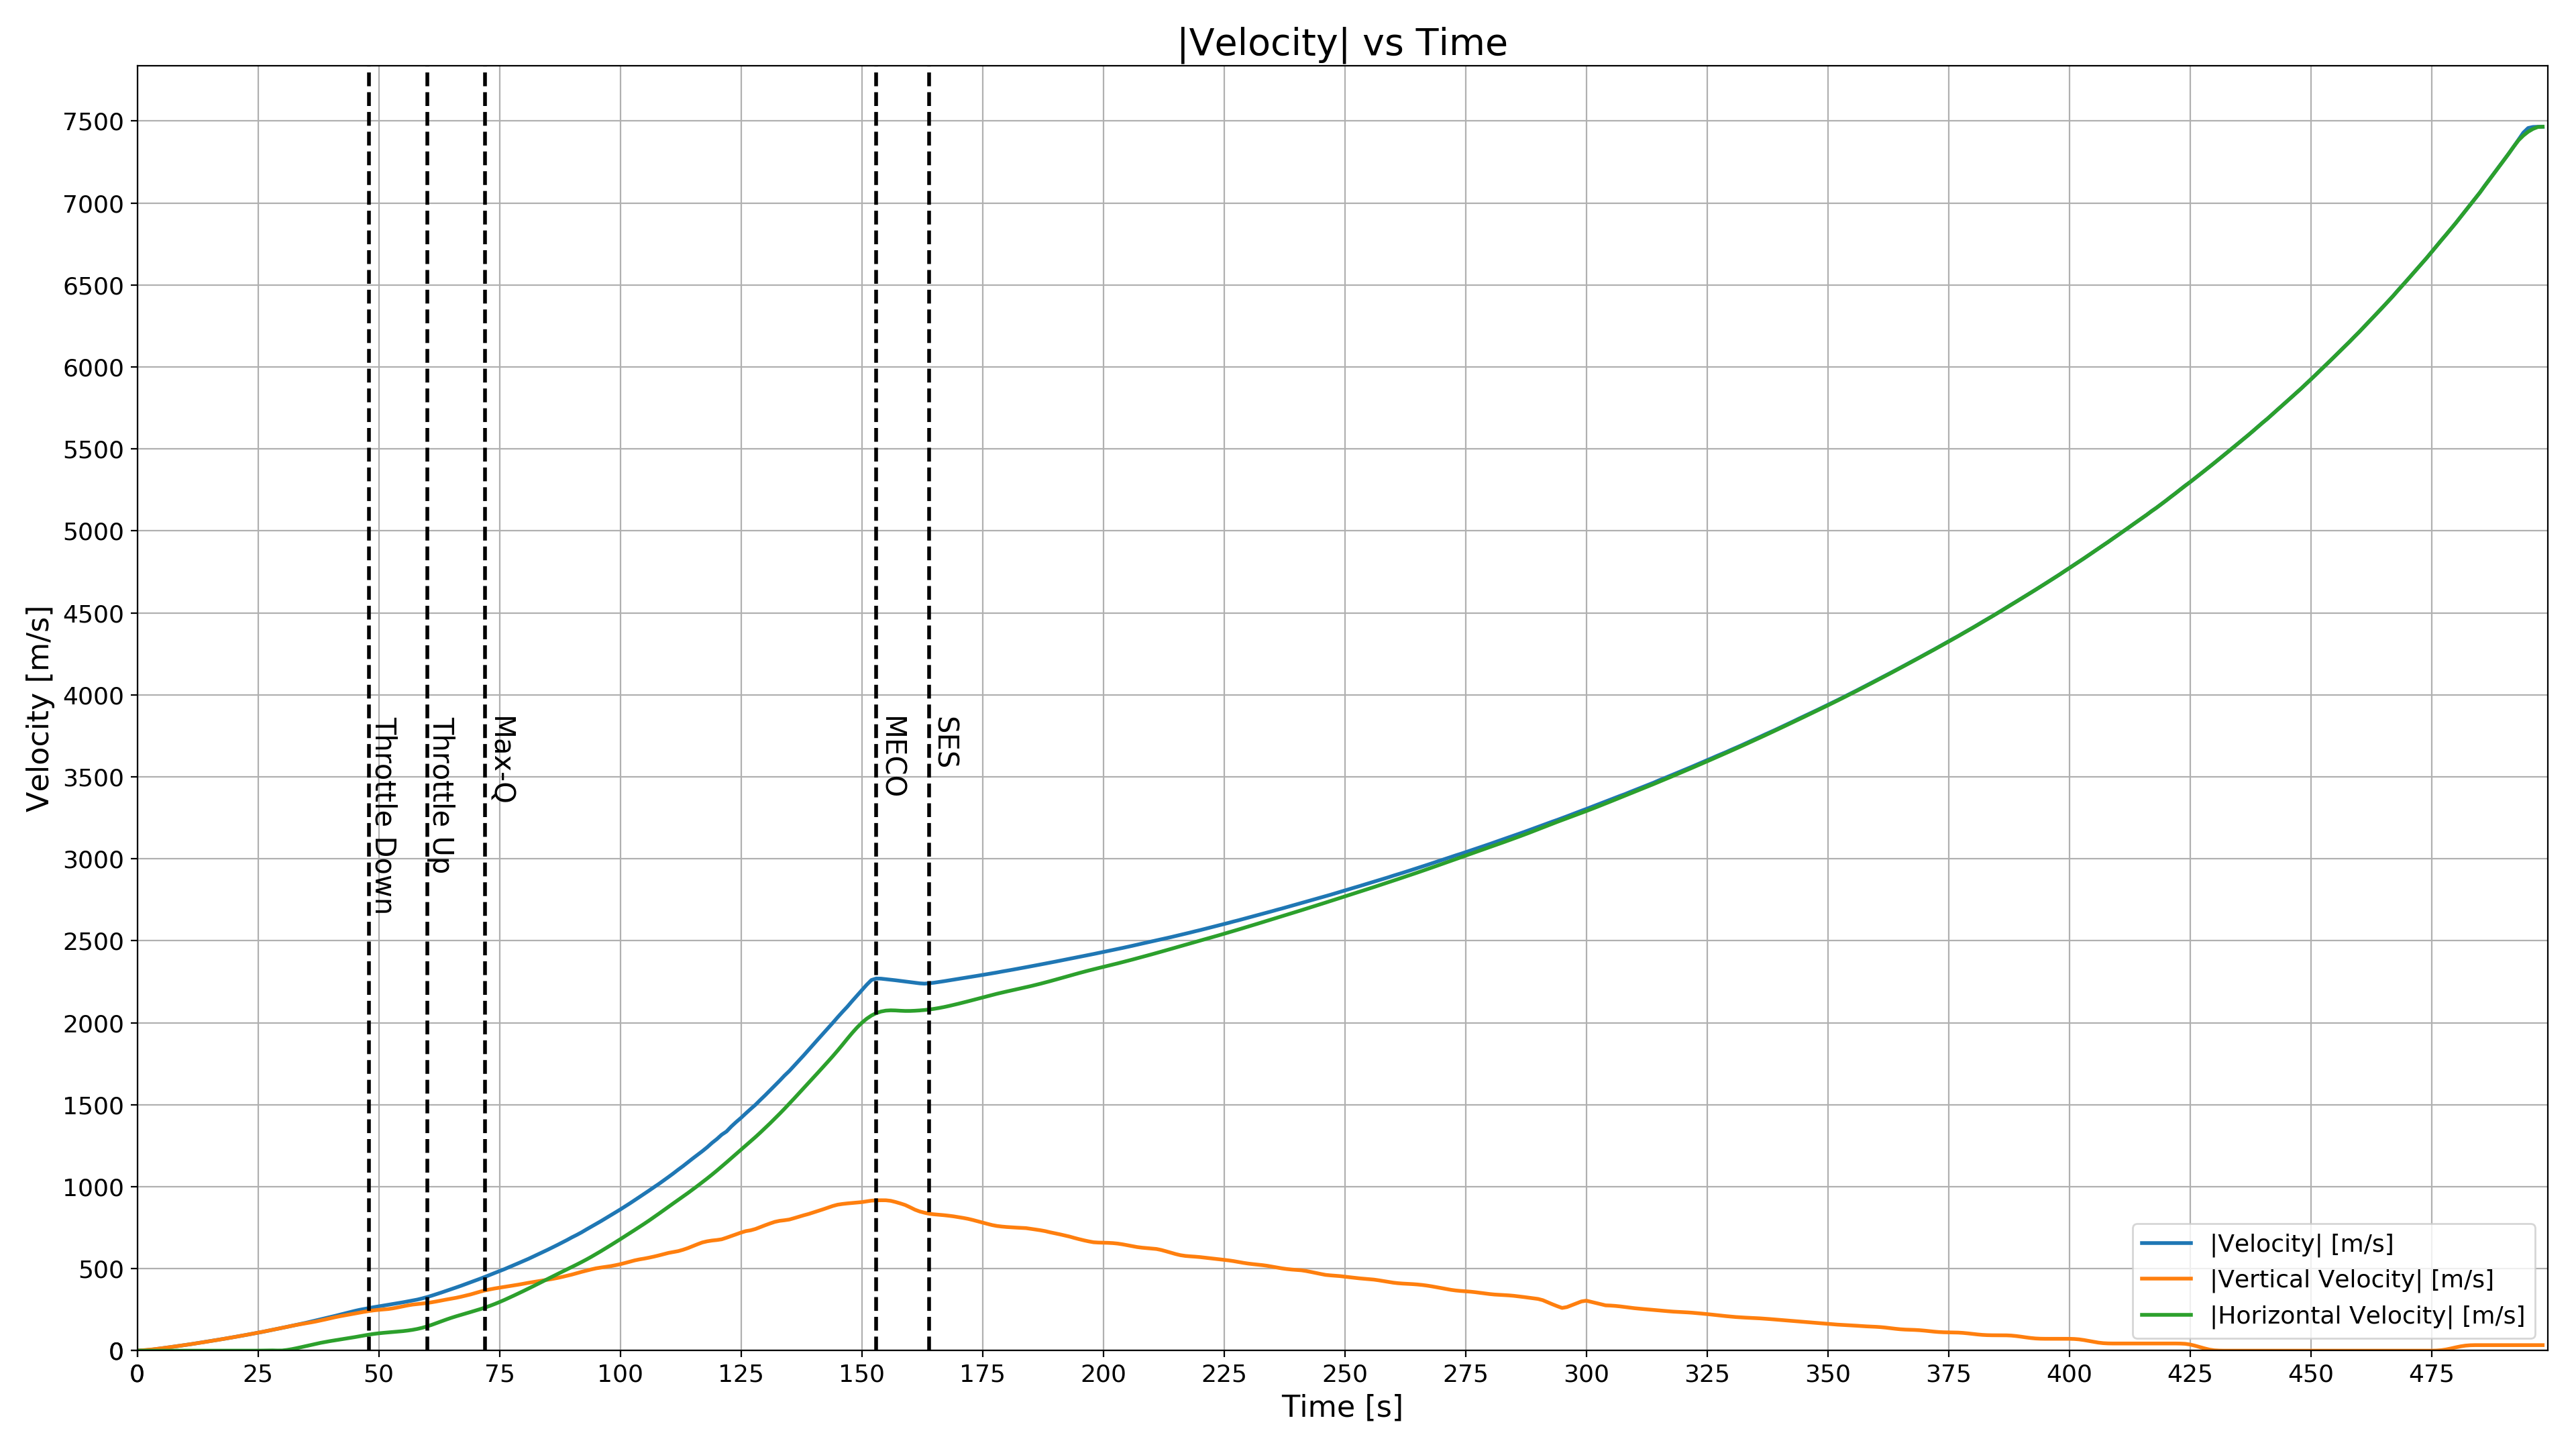 |Velocity| vs Time
Velocity [m/s]
7500
7000
6500
6000
5500
5000
4500
4000
3500
3000
2500
2000
1500
1000
500
0
Throttle Down
Throttle Up
Max-Q
MECO
SES
|Velocity| [m/s]
|Vertical Velocity| [m/s]
|Horizontal Velocity| [m/s]
0 25 50 75 100 125 150 175 200 225 250 275 300 325 350 375 400 425 450 475
Time [s]